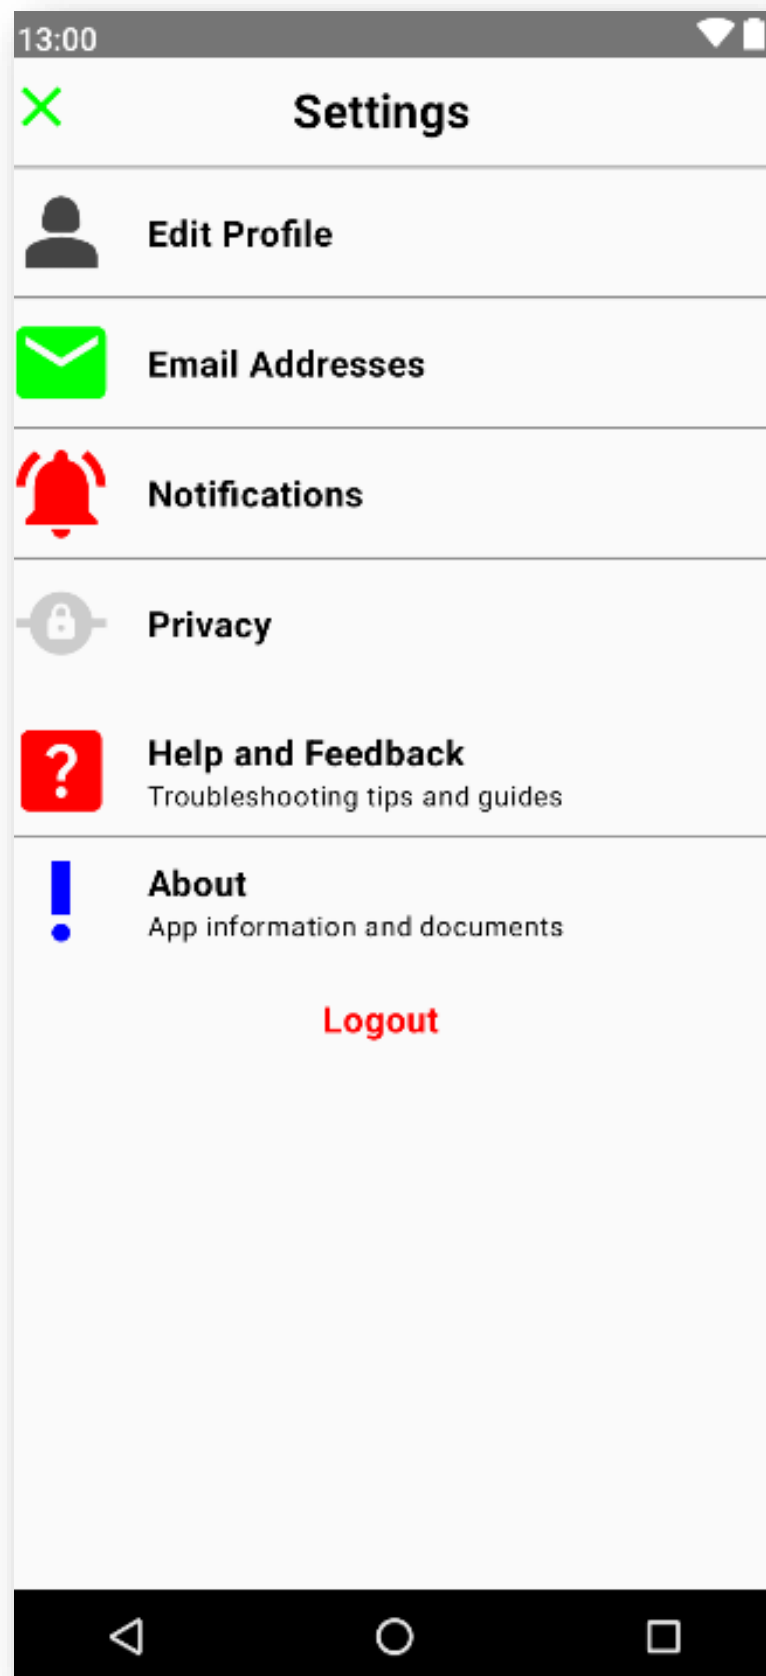 13:00
Settings
Edit Profile
Email Addresses
Notifications
Privacy
?
Help and Feedback
Troubleshooting tips and guides
!
About
App information and documents
Logout